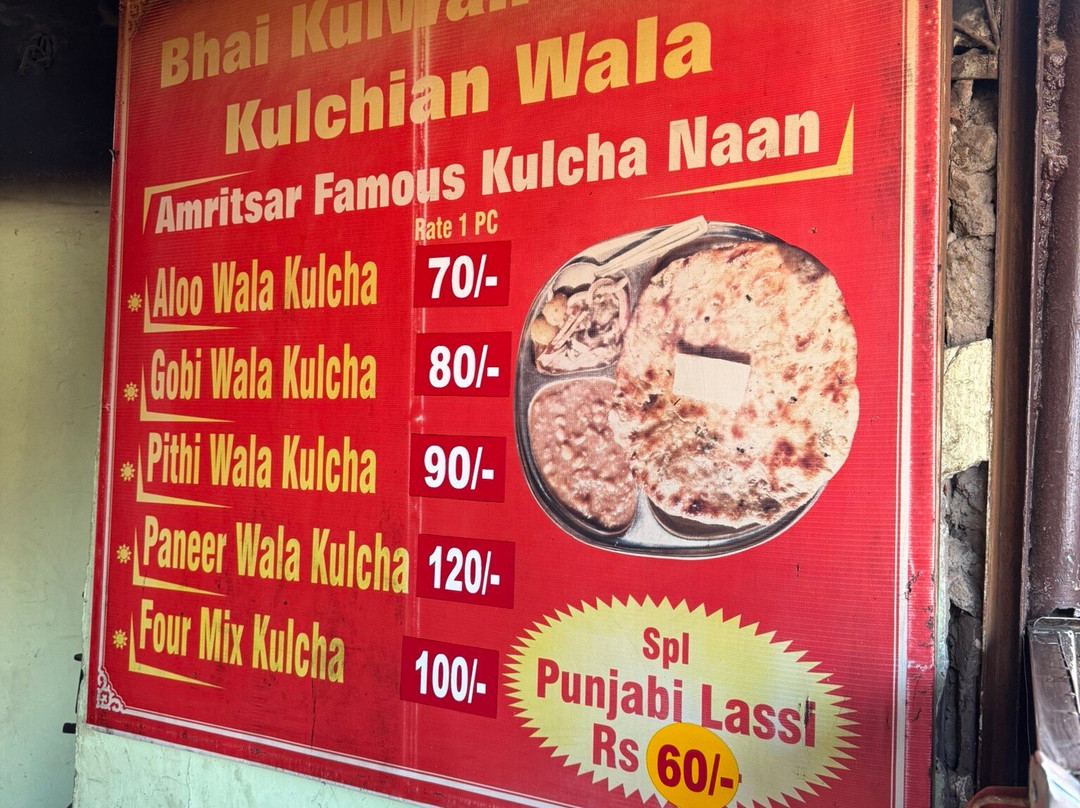 Bhai
Kulchian Wala
Amritsar Famous Kulcha Naan
Rate 1 PC
Aloo Wala Kulcha 70/-
Gobi Wala Kulcha 80/-
Pithi Wala Kulcha 90/-
Paneer Wala Kulcha 120/-
Four Mix Kulcha 100/-
Spl
Punjabi Lassi
Rs 60/-